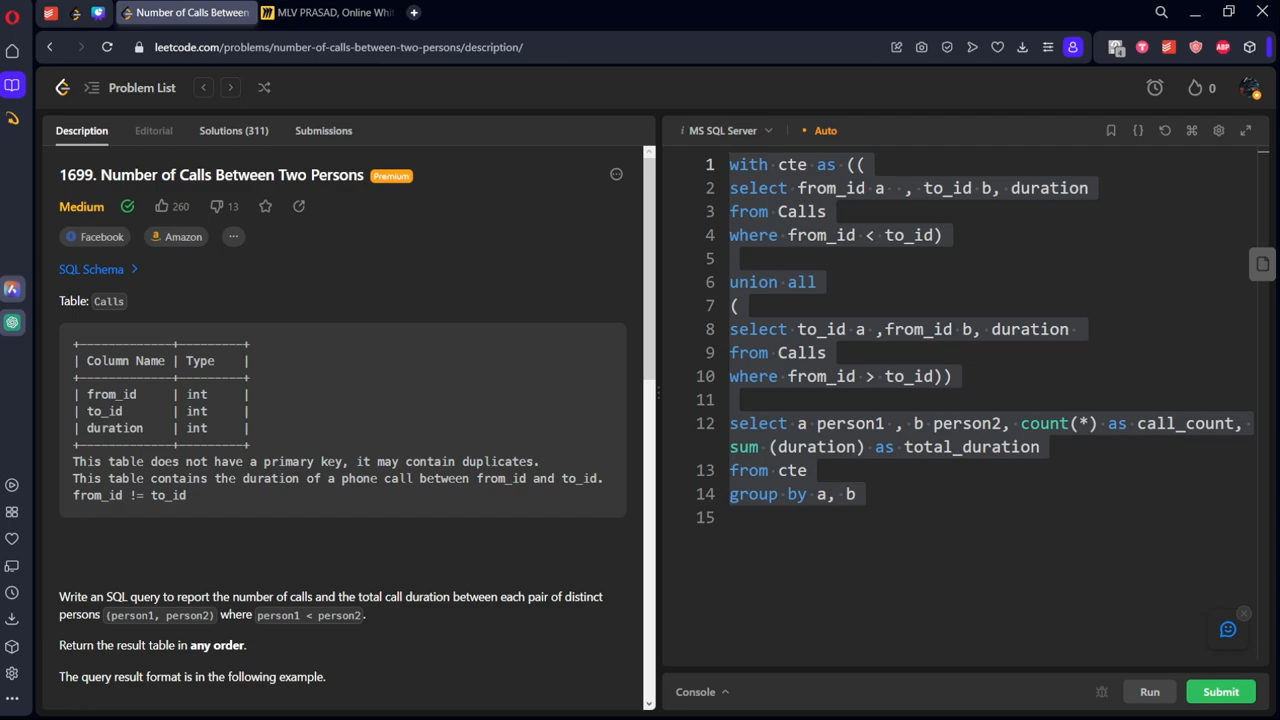 Number of Calls Between
MLV PRASAD, Online Whi
leetcode.com/problems/number-of-calls-between-two-persons/description/
ABP
Problem List
0
Description
Editorial
Solutions (311)
Submissions
1699. Number of Calls Between Two Persons
Premium
Medium
260
13
Facebook
Amazon
SQL Schema
Table: Calls
+-------------+---------+
| Column Name | Type    |
+-------------+---------+
| from_id     | int     |
| to_id       | int     |
| duration    | int     |
+-------------+---------+
This table does not have a primary key, it may contain duplicates.
This table contains the duration of a phone call between from_id and to_id.
from_id != to_id
Write an SQL query to report the number of calls and the total call duration between each pair of distinct
persons (person1, person2) where person1 < person2.
Return the result table in any order.
The query result format is in the following example.
MS SQL Server
Auto
1 with cte as ((
2 select from_id a  , to_id b, duration
3 from Calls
4 where from_id < to_id)
5
6 union all
7 (
8 select to_id a ,from_id b, duration
9 from Calls
10 where from_id > to_id))
11
12 select a person1 , b person2, count(*) as call_count,
sum (duration) as total_duration
13 from cte
14 group by a, b
15
Console
Run
Submit